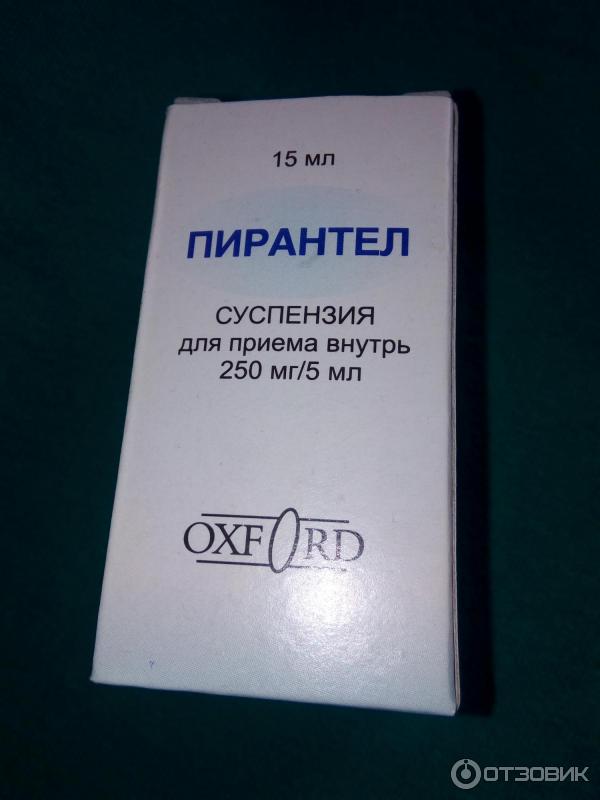 15 мл
ПИРАНТЕЛ
СУСПЕНЗИЯ
для приема внутрь
250 мг/5 мл
OXFORD
ОТЗОВИК